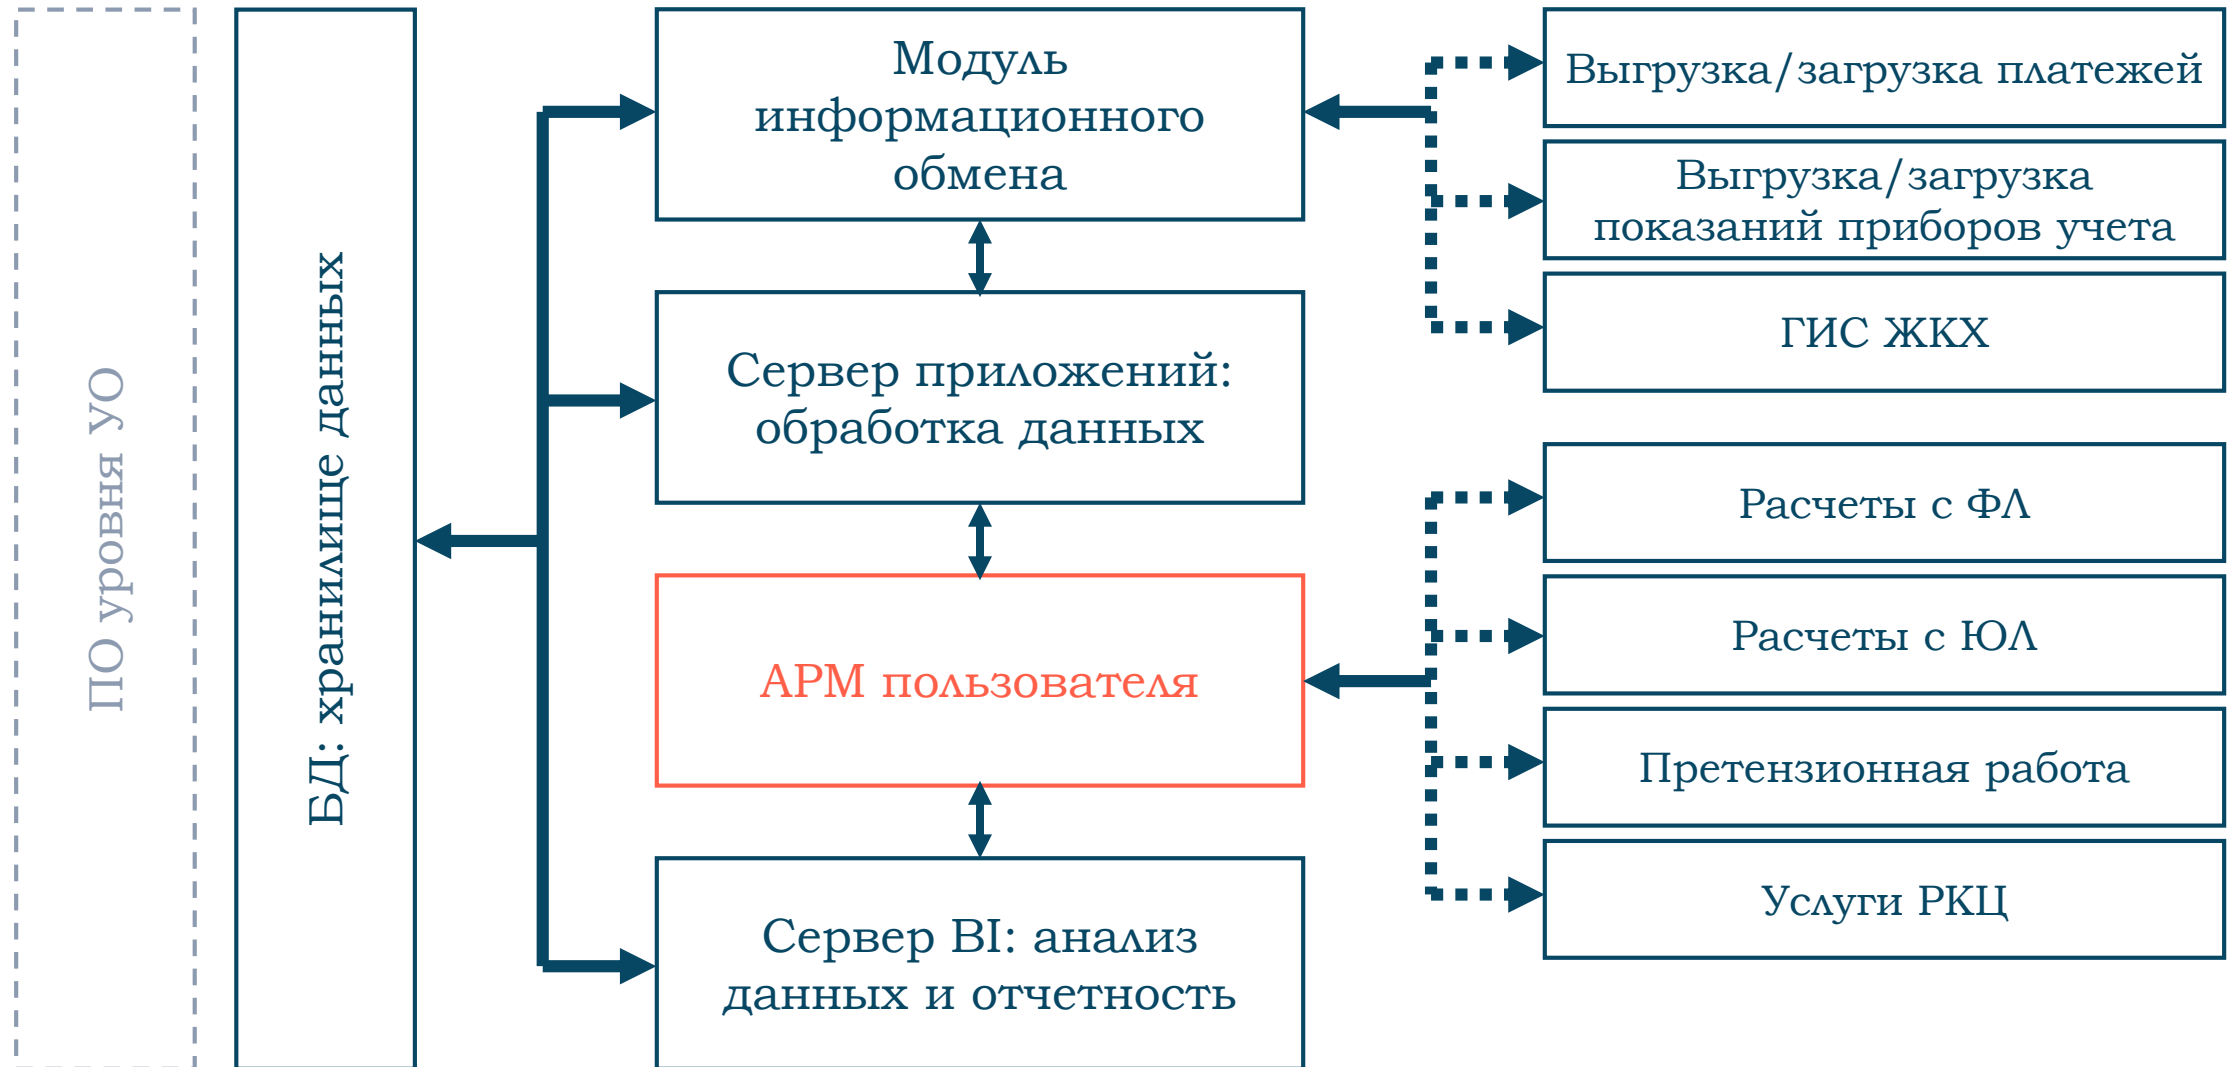 ПО уровня УО
БД: хранилище данных
Модуль
информационного
обмена
Сервер приложений:
обработка данных
АРМ пользователя
Сервер BI: анализ
данных и отчетность
Выгрузка/загрузка платежей
Выгрузка/загрузка
показаний приборов учета
ГИС ЖКХ
Расчеты с ФЛ
Расчеты с ЮЛ
Претензионная работа
Услуги РКЦ